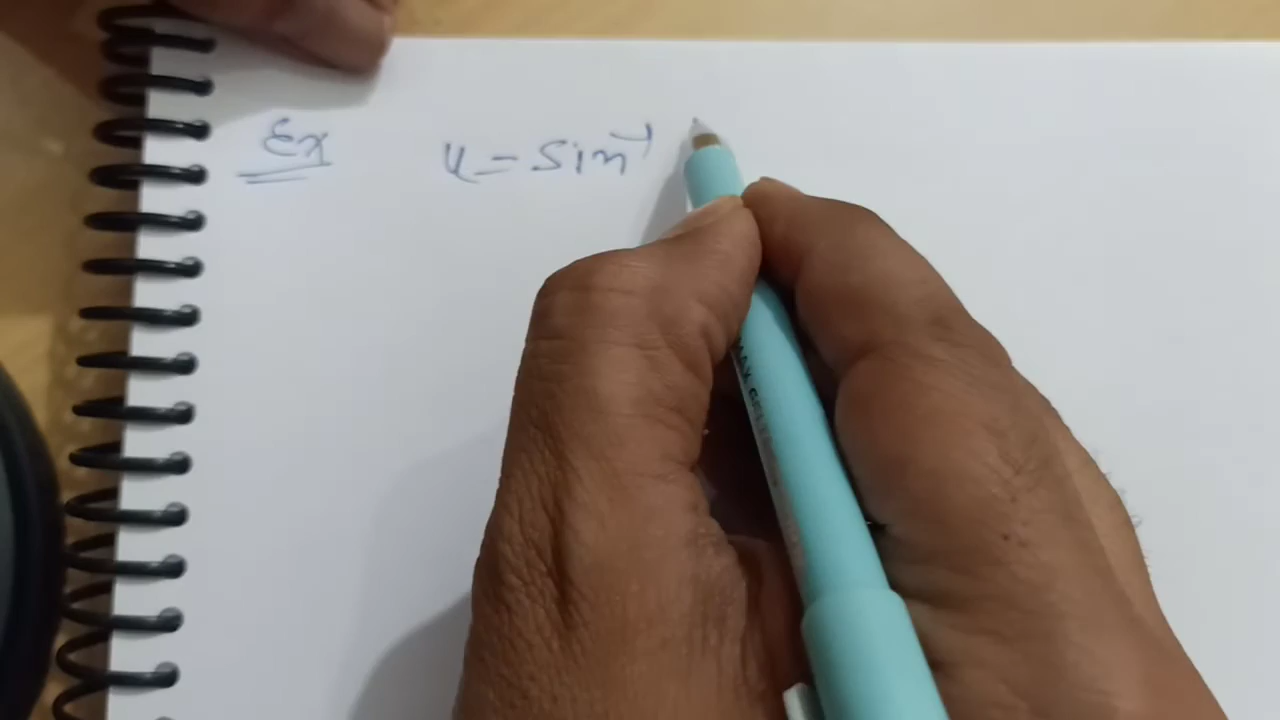 Ex u = Sin⁻¹